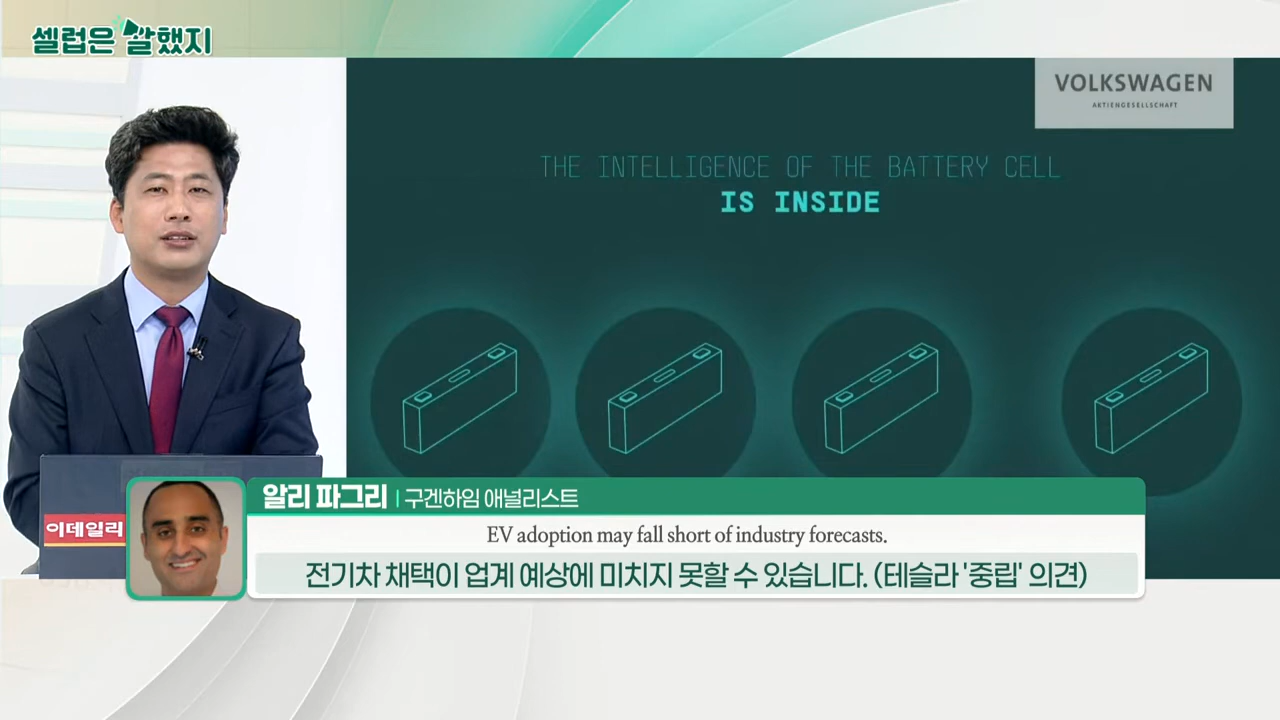 셀럽은 말했지
VOLKSWAGEN
AKTIENGESELLSCHAFT
THE INTELLIGENCE OF THE BATTERY CELL
IS INSIDE
이데일리
알리 파그리 | 구겐하임 애널리스트
EV adoption may fall short of industry forecasts.
전기차 채택이 업계 예상에 미치지 못할 수 있습니다. (테슬라 '중립' 의견)